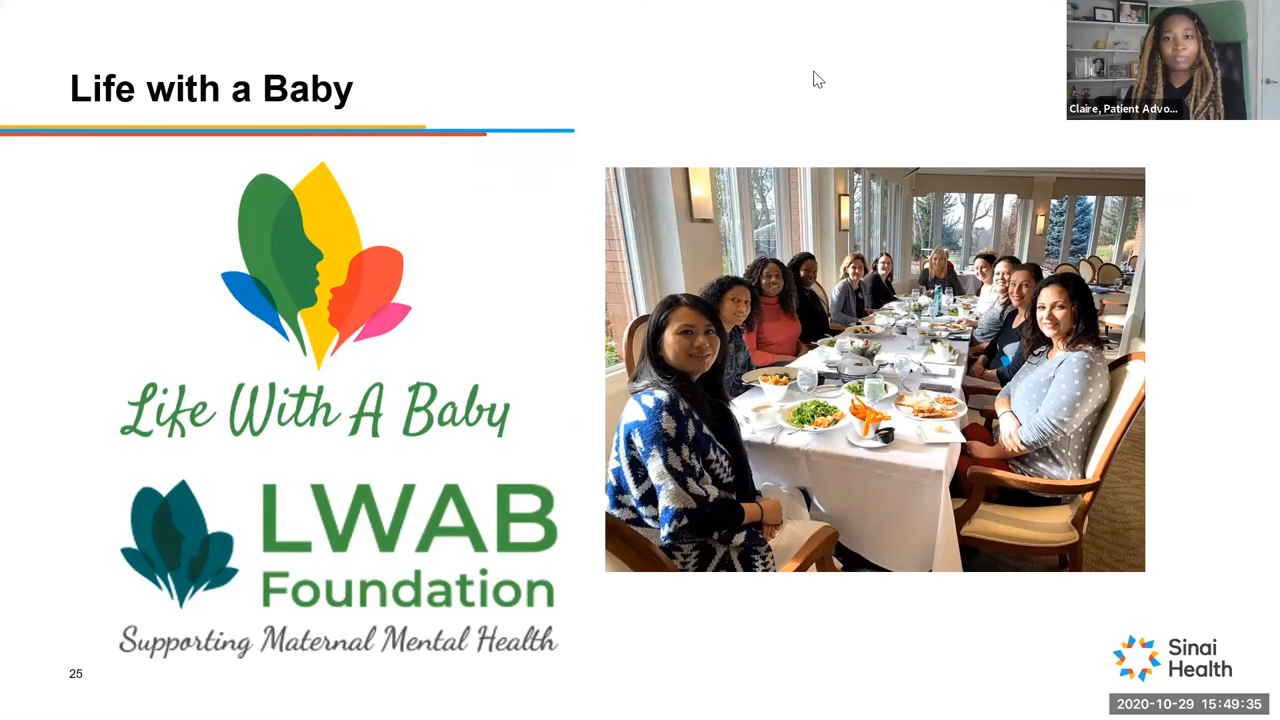 Life with a Baby
Claire, Patient Advo...
Life With A Baby
LWAB
Foundation
Supporting Maternal Mental Health
25
Sinai
Health
2020-10-29 15:49:35